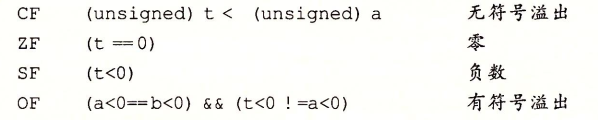 CF (unsigned) t < (unsigned) a 无符号溢出
ZF (t ==0) 零
SF (t<0) 负数
OF (a<0==b<0) && (t<0 !=a<0) 有符号溢出